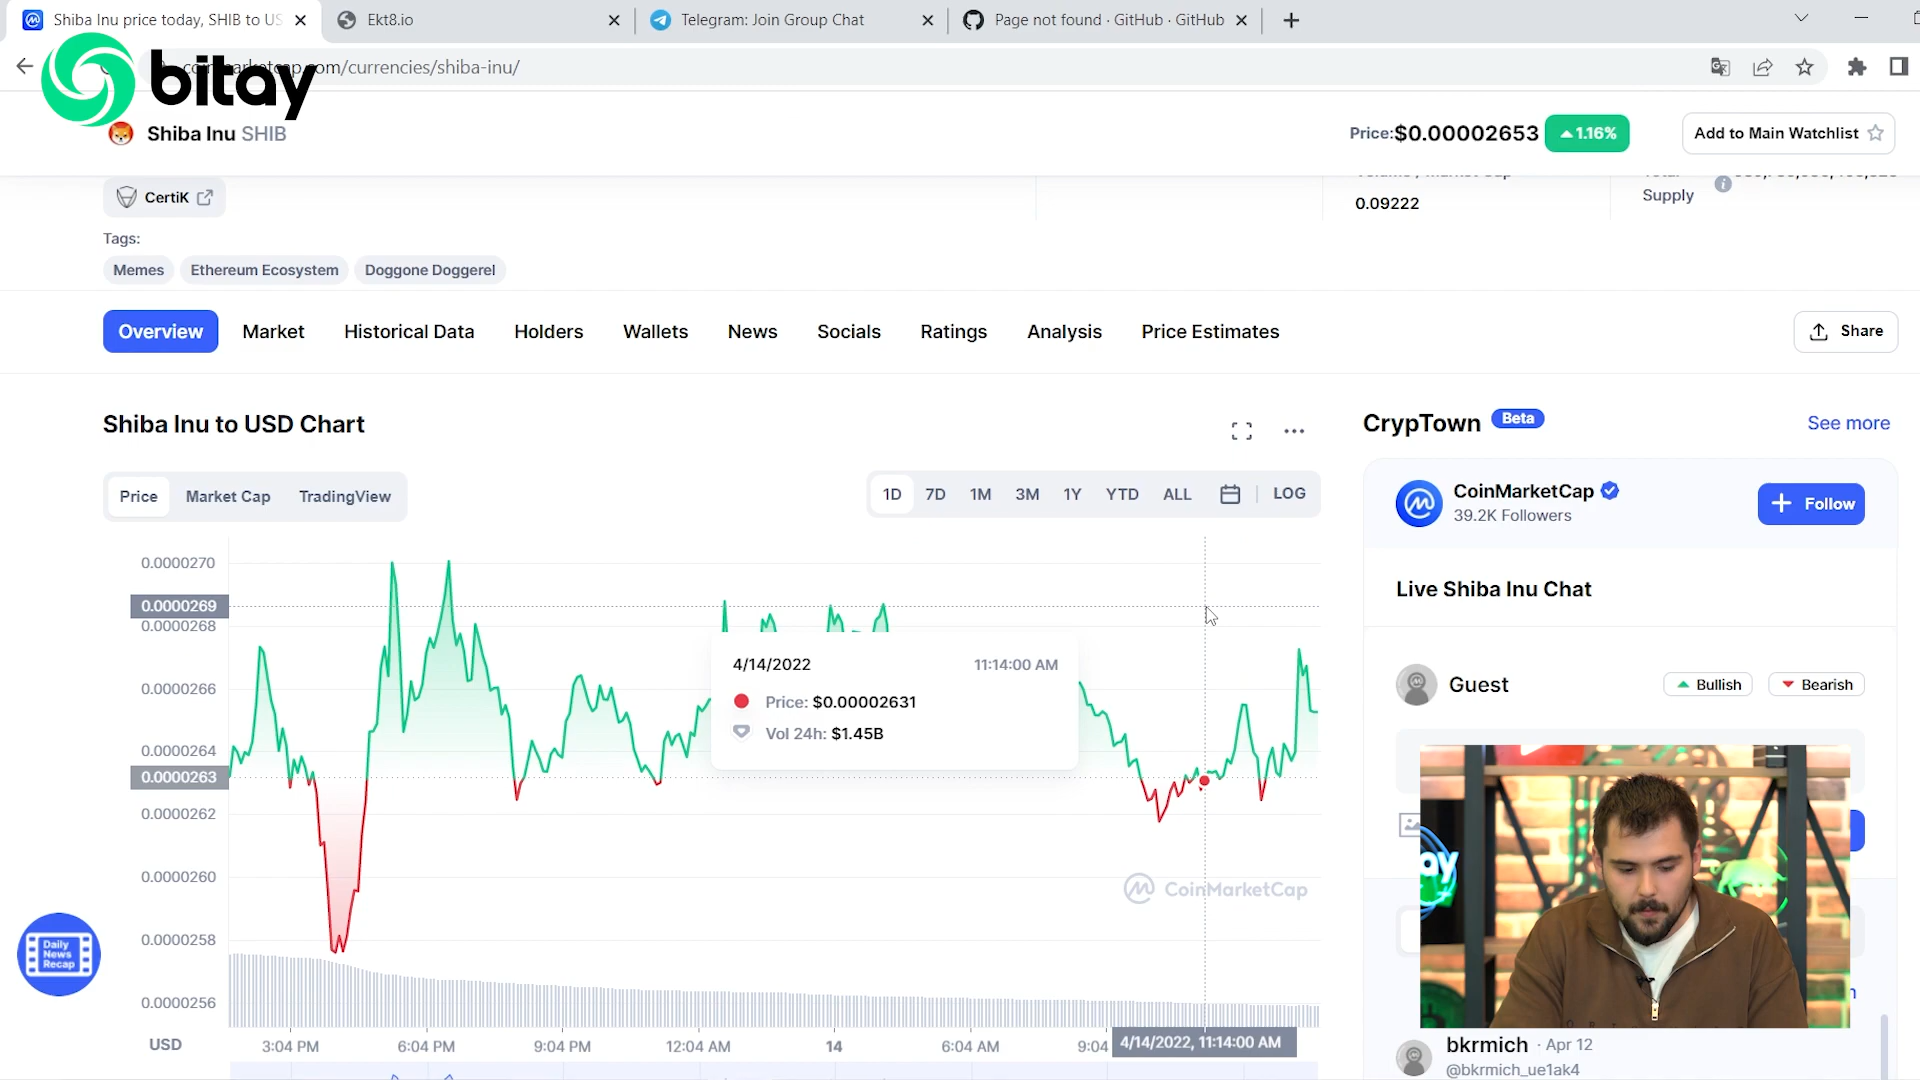 Shiba Inu price today, SHIB to US
Ekt8.io
Telegram: Join Group Chat
Page not found · GitHub · GitHub
bitay
coinmarketcap.com/currencies/shiba-inu/
Shiba Inu SHIB
Price:$0.00002653
1.16%
Add to Main Watchlist
CertiK
0.09222
Supply
Tags:
Memes
Ethereum Ecosystem
Doggone Doggerel
Overview
Market
Historical Data
Holders
Wallets
News
Socials
Ratings
Analysis
Price Estimates
Share
Shiba Inu to USD Chart
CrypTown
Beta
See more
Price
Market Cap
TradingView
1D
7D
1M
3M
1Y
YTD
ALL
LOG
CoinMarketCap
39.2K Followers
Follow
Live Shiba Inu Chat
Guest
Bullish
Bearish
0.0000270
0.0000269
0.0000268
0.0000266
0.0000264
0.0000263
0.0000262
0.0000260
0.0000258
0.0000256
4/14/2022
11:14:00 AM
Price: $0.00002631
Vol 24h: $1.45B
CoinMarketCap
Daily
News
Recap
USD
3:04 PM
6:04 PM
9:04 PM
12:04 AM
14
6:04 AM
9:04
4/14/2022, 11:14:00 AM
bkrmich · Apr 12
@bkrmich_ue1ak4
ay